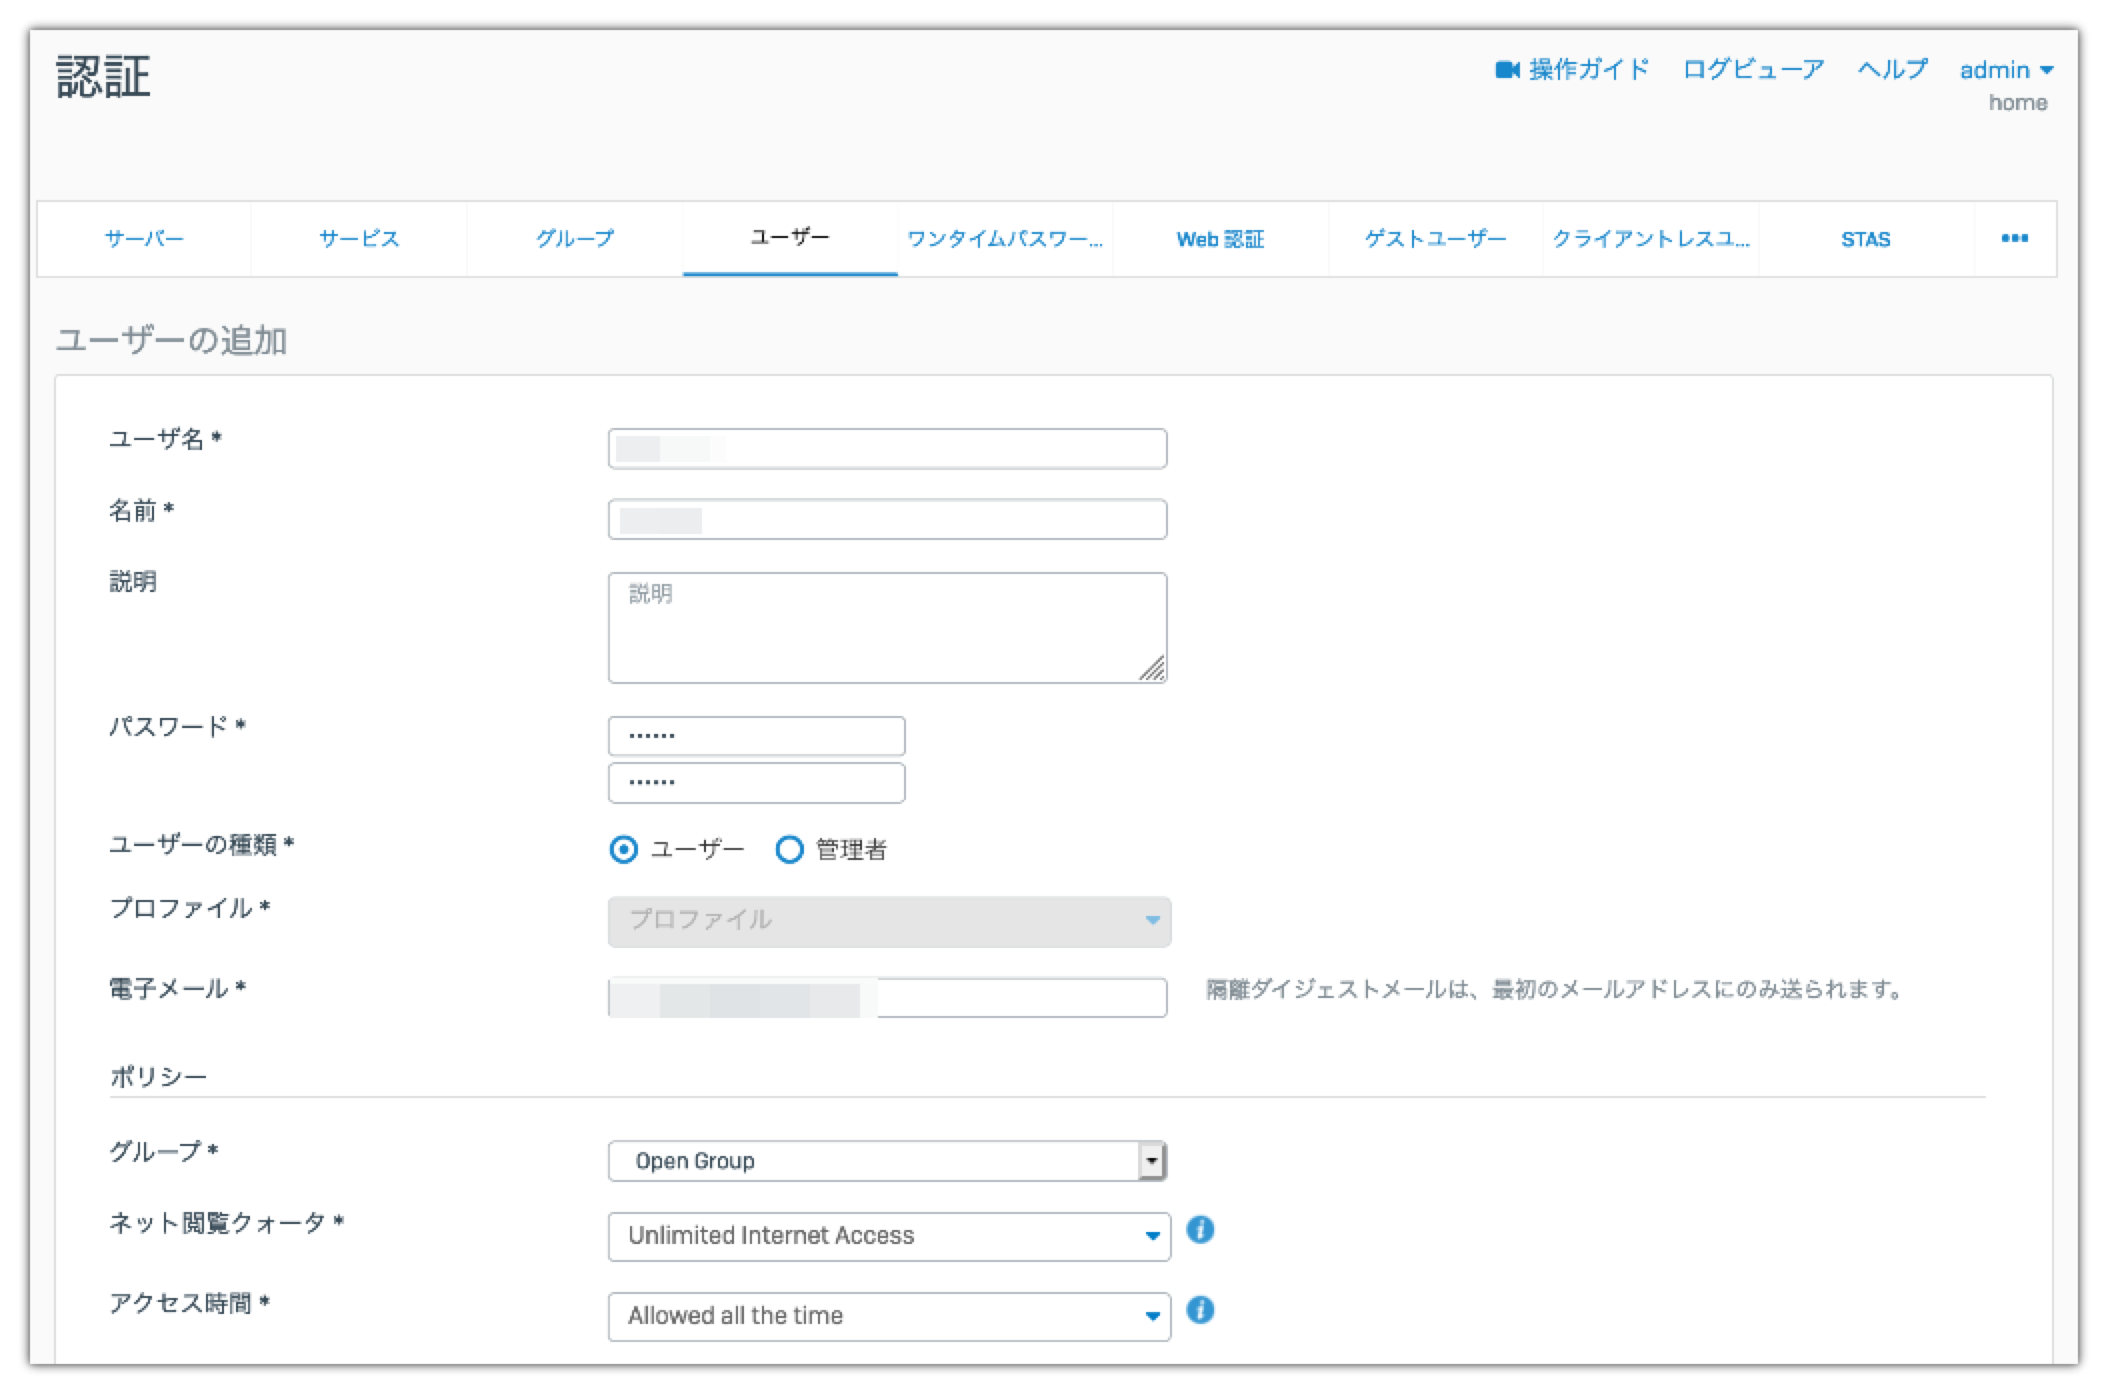 認証
操作ガイド ログビューア ヘルプ admin
home
サーバー サービス グループ ユーザー ワンタイムパスワー... Web 認証 ゲストユーザー クライアントレスユ... STAS •••
ユーザーの追加
ユーザ名 *
名前 *
説明 説明
パスワード * ••••••
••••••
ユーザーの種類 * ユーザー 管理者
プロファイル * プロファイル
電子メール * 隔離ダイジェストメールは、最初のメールアドレスにのみ送られます。
ポリシー
グループ * Open Group
ネット閲覧クォータ * Unlimited Internet Access
アクセス時間 * Allowed all the time